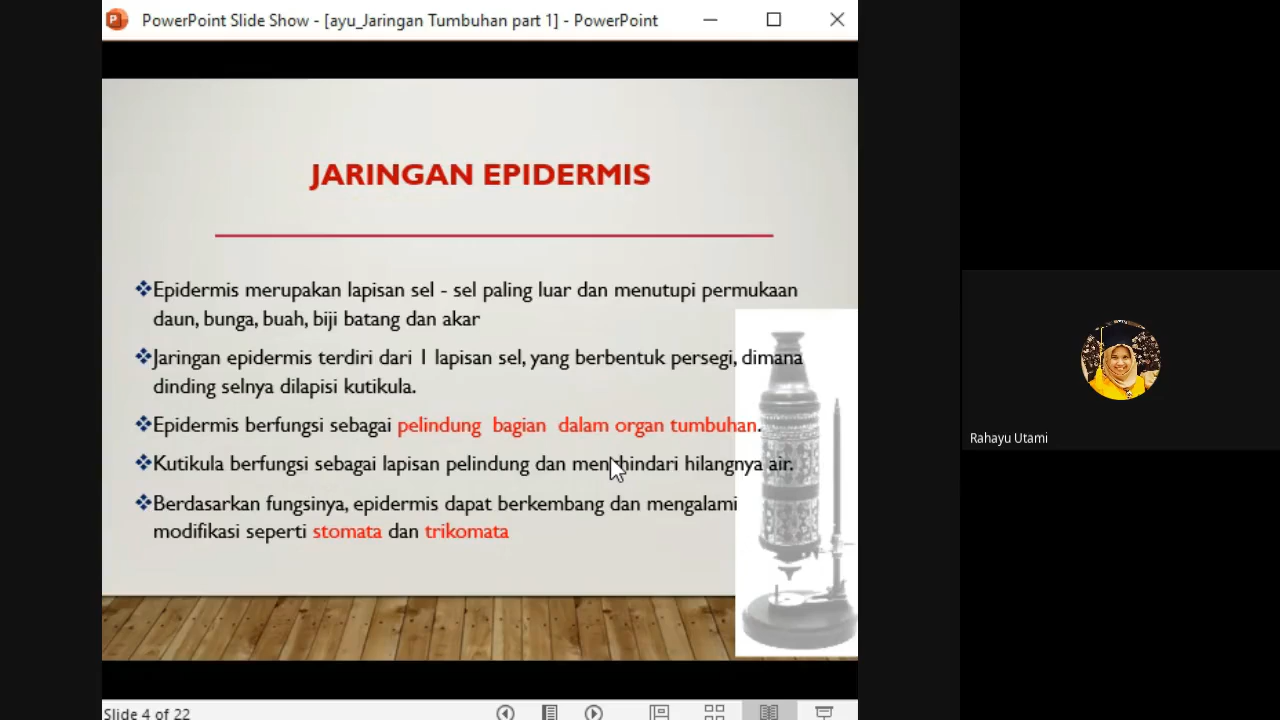 PowerPoint Slide Show - [ayu_Jaringan Tumbuhan part 1] - PowerPoint
JARINGAN EPIDERMIS
Epidermis merupakan lapisan sel - sel paling luar dan menutupi permukaan
daun, bunga, buah, biji batang dan akar
Jaringan epidermis terdiri dari 1 lapisan sel, yang berbentuk persegi, dimana
dinding selnya dilapisi kutikula.
Epidermis berfungsi sebagai pelindung bagian dalam organ tumbuhan.
Kutikula berfungsi sebagai lapisan pelindung dan menghindari hilangnya air.
Berdasarkan fungsinya, epidermis dapat berkembang dan mengalami
modifikasi seperti stomata dan trikomata
Slide 4 of 22
Rahayu Utami